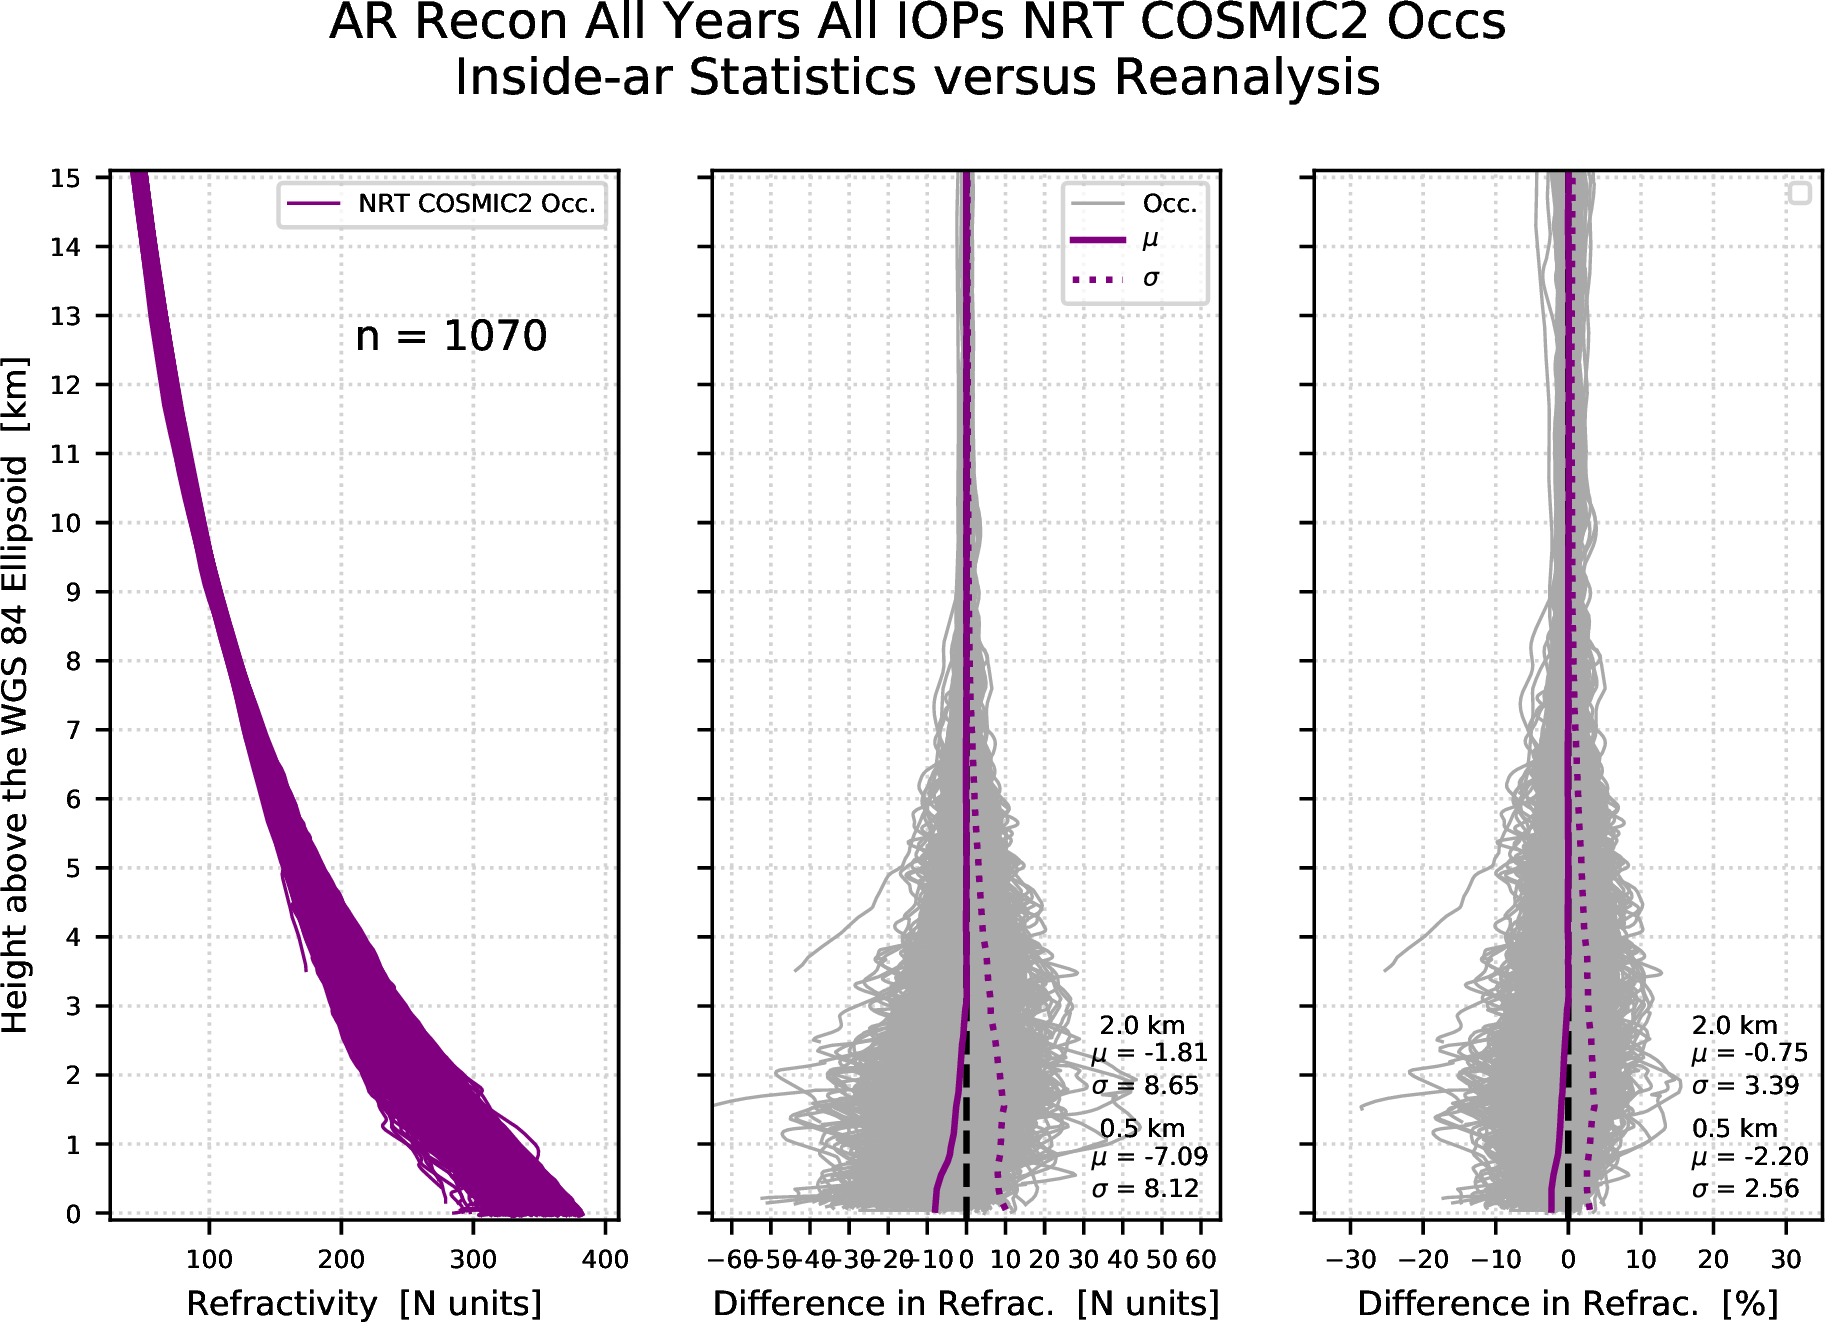 AR Recon All Years All IOPs NRT COSMIC2 Occs
Inside-ar Statistics versus Reanalysis
Height above the WGS 84 Ellipsoid [km]
15
14
13
12
11
10
9
8
7
6
5
4
3
2
1
0
NRT COSMIC2 Occ.
n = 1070
100 200 300 400
Refractivity [N units]
Occ.
μ
σ
2.0 km
μ = -1.81
σ = 8.65
0.5 km
μ = -7.09
σ = 8.12
−60 −50 −40 −30 −20 −10 0 10 20 30 40 50 60
Difference in Refrac. [N units]
2.0 km
μ = -0.75
σ = 3.39
0.5 km
μ = -2.20
σ = 2.56
−30 −20 −10 0 10 20 30
Difference in Refrac. [%]